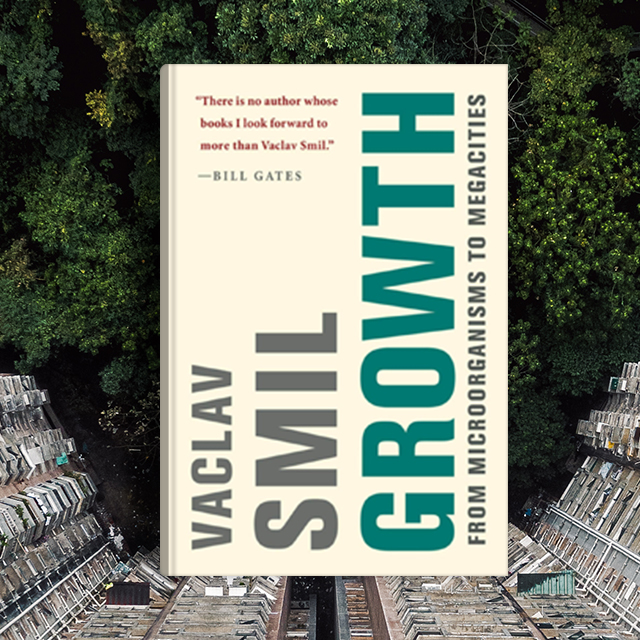 “There is no author whose
books I look forward to
more than Vaclav Smil.”
—BILL GATES
VACLAV
SMIL
GROWTH
FROM MICROORGANISMS TO MEGACITIES